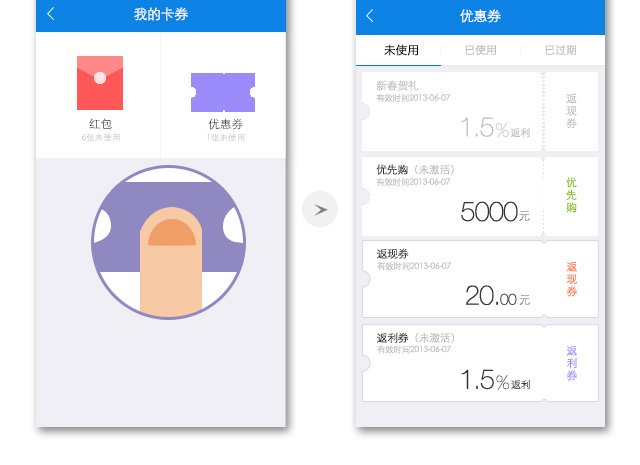 我的卡券
红包
6张未使用
优惠券
1张未使用
优惠券
未使用
已使用
已过期
新春贺礼
有效时间2013-06-07
1.5%返利
返现券
优先购（未激活）
有效时间2013-06-07
5000元
优先购
返现券
有效时间2013-06-07
20.00元
返现券
返利券（未激活）
有效时间2013-06-07
1.5%返利
返利券